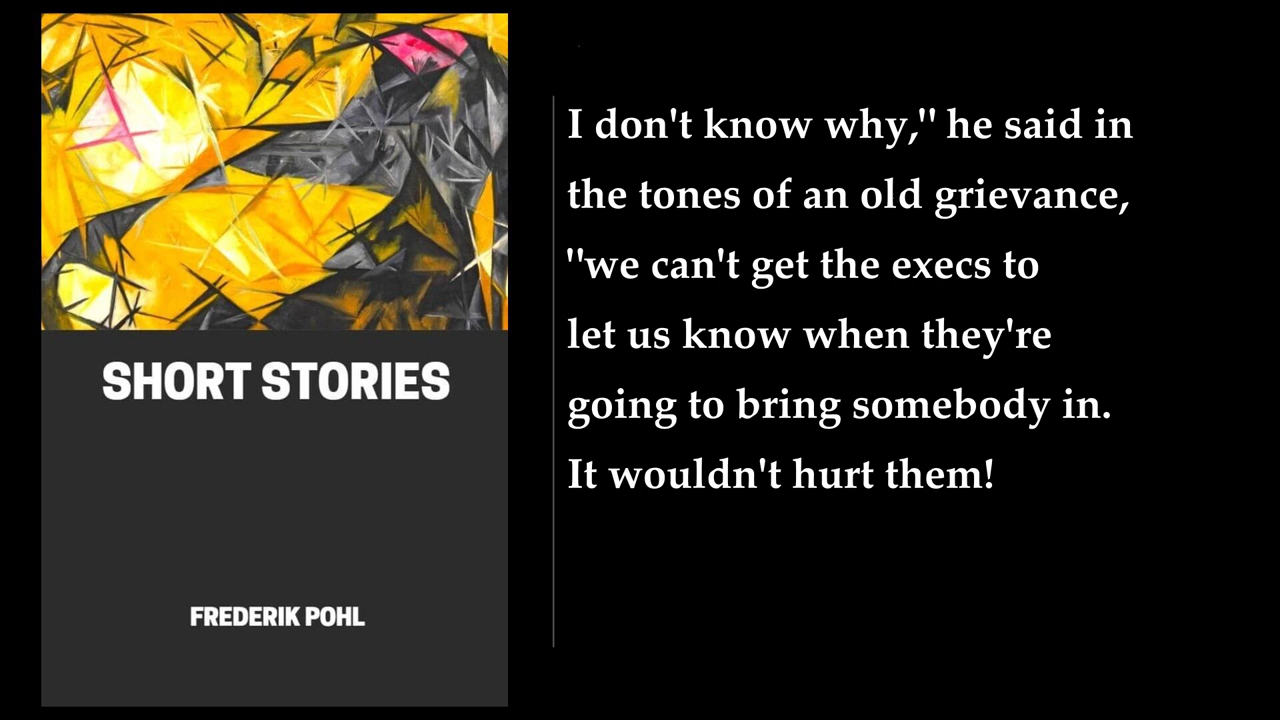 SHORT STORIES
FREDERIK POHL
I don't know why," he said in
the tones of an old grievance,
"we can't get the execs to
let us know when they're
going to bring somebody in.
It wouldn't hurt them!